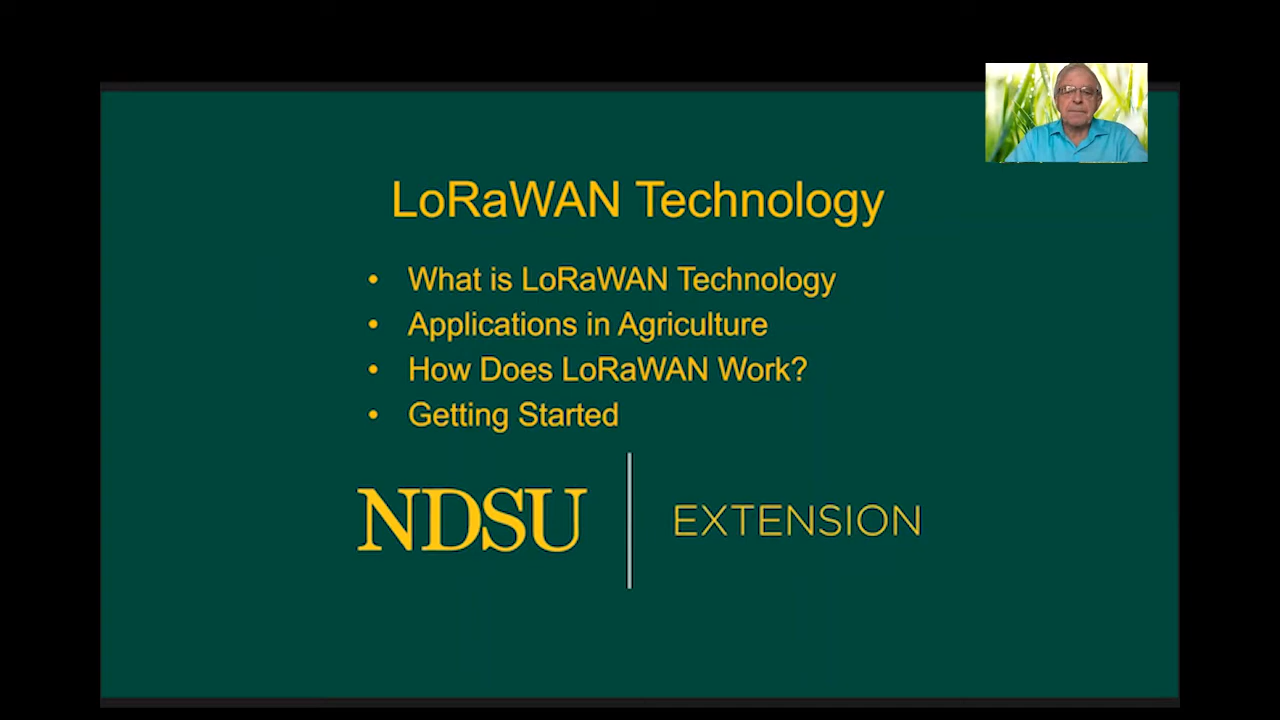 LoRaWAN Technology
• What is LoRaWAN Technology
• Applications in Agriculture
• How Does LoRaWAN Work?
• Getting Started
NDSU | EXTENSION